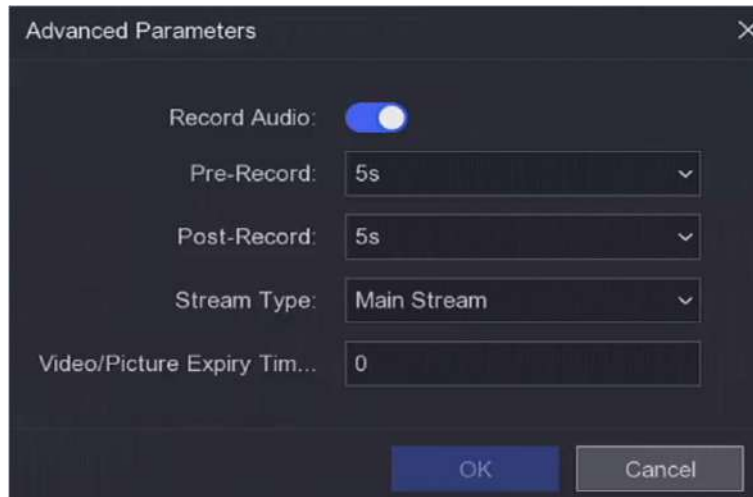 Advanced Parameters
Record Audio:
Pre-Record: 5s
Post-Record: 5s
Stream Type: Main Stream
Video/Picture Expiry Tim... 0
OK Cancel